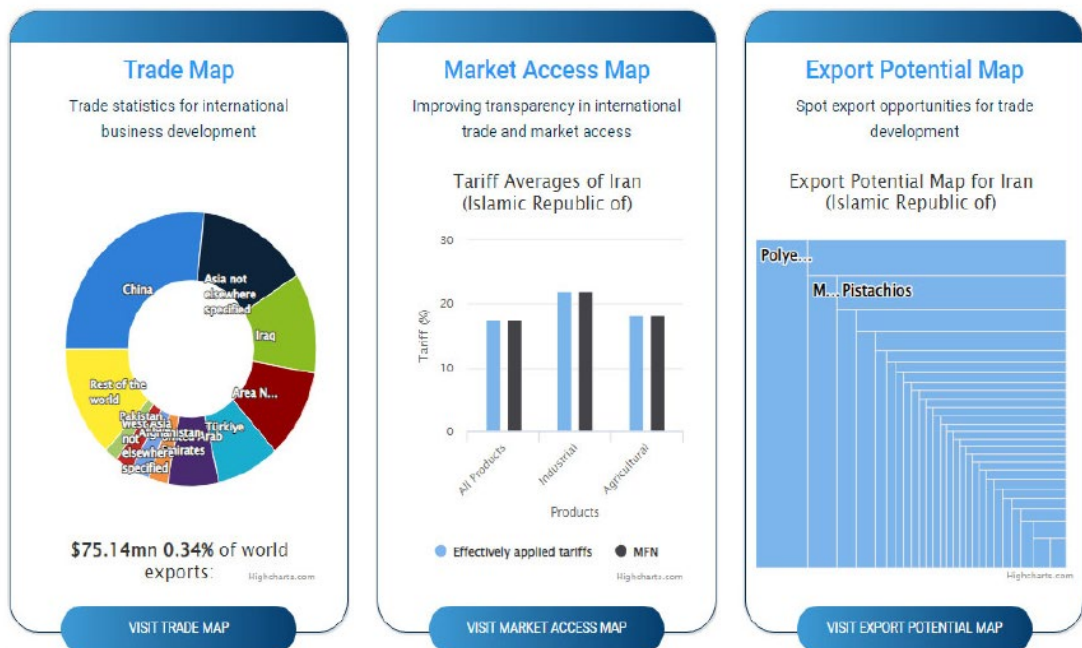 Trade Map
Trade statistics for international
business development
China
Asia not
elsewhere
specified
Iraq
Area N...
Türkiye
Rest of the
world
Pakistan
West Asia
not
elsewhere
specified
Afghanistan
Arab
Emirates
$75.14mn 0.34% of world
exports:
Highcharts.com
VISIT TRADE MAP
Market Access Map
Improving transparency in international
trade and market access
Tariff Averages of Iran
(Islamic Republic of)
30
20
10
0
Tariff (%)
All Products
Industrial
Agricultural
Products
Effectively applied tariffs
MFN
Highcharts.com
VISIT MARKET ACCESS MAP
Export Potential Map
Spot export opportunities for trade
development
Export Potential Map for Iran
(Islamic Republic of)
Polye...
M... Pistachios
Highcharts.com
VISIT EXPORT POTENTIAL MAP